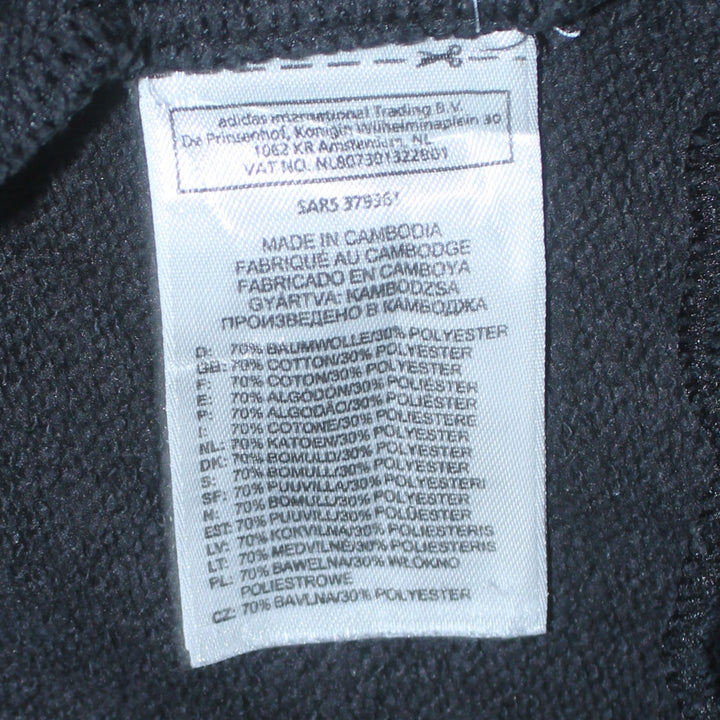 adidas International Trading B.V.
De Prinsenhof, Konigin Wilhelminaplein 30
1062 KR Amsterdam, NL
VAT NO. NL807301322B01
SARS 379361
MADE IN CAMBODIA
FABRIQUÉ AU CAMBODGE
FABRICADO EN CAMBOYA
GYÁRTVA: KAMBODZSA
ПРОИЗВЕДЕНО В КАМБОДЖА
D: 70% BAUMWOLLE/30% POLYESTER
GB: 70% COTTON/30% POLYESTER
F: 70% COTON/30% POLYESTER
E: 70% ALGODÓN/30% POLIESTER
P: 70% ALGODÃO/30% POLIÉSTER
I: 70% COTONE/30% POLIESTERE
NL: 70% KATOEN/30% POLYESTER
DK: 70% BOMULD/30% POLYESTER
S: 70% BOMULL/30% POLYESTER
SF: 70% PUUVILLA/30% POLYESTERI
N: 70% BOMULL/30% POLYESTER
EST: 70% PUUVILL/30% POLÜESTER
LV: 70% KOKVILNA/30% POLIESTERIS
LT: 70% MEDVILNĖ/30% POLIESTERIS
PL: 70% BAWEŁNA/30% WŁÓKNO
POLIESTROWE
CZ: 70% BAVLNA/30% POLYESTER